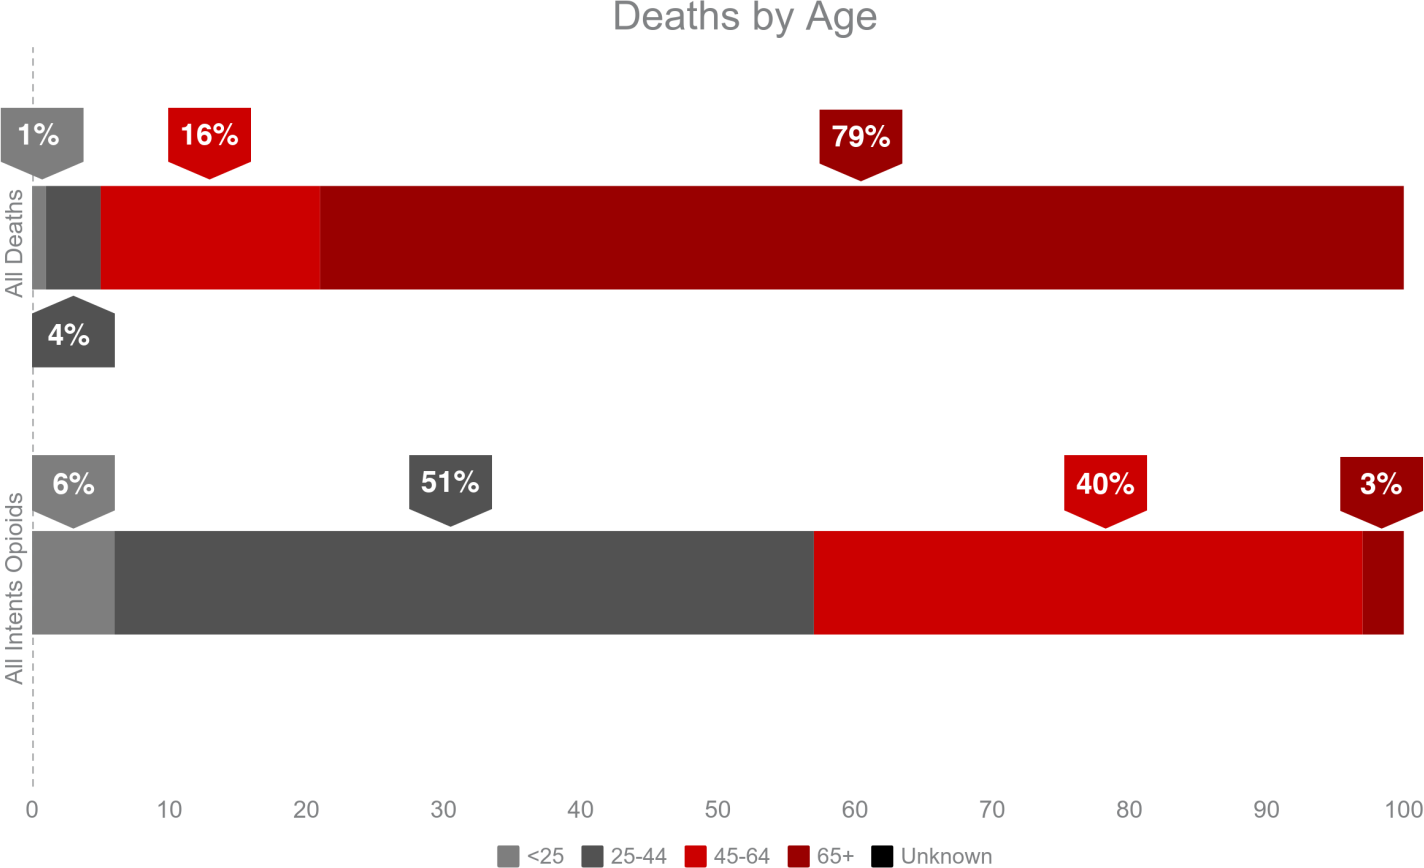 Deaths by Age
1%
16%
79%
All Deaths
4%
6%
51%
40%
3%
All Intents Opioids
0 10 20 30 40 50 60 70 80 90 100
<25 25-44 45-64 65+ Unknown